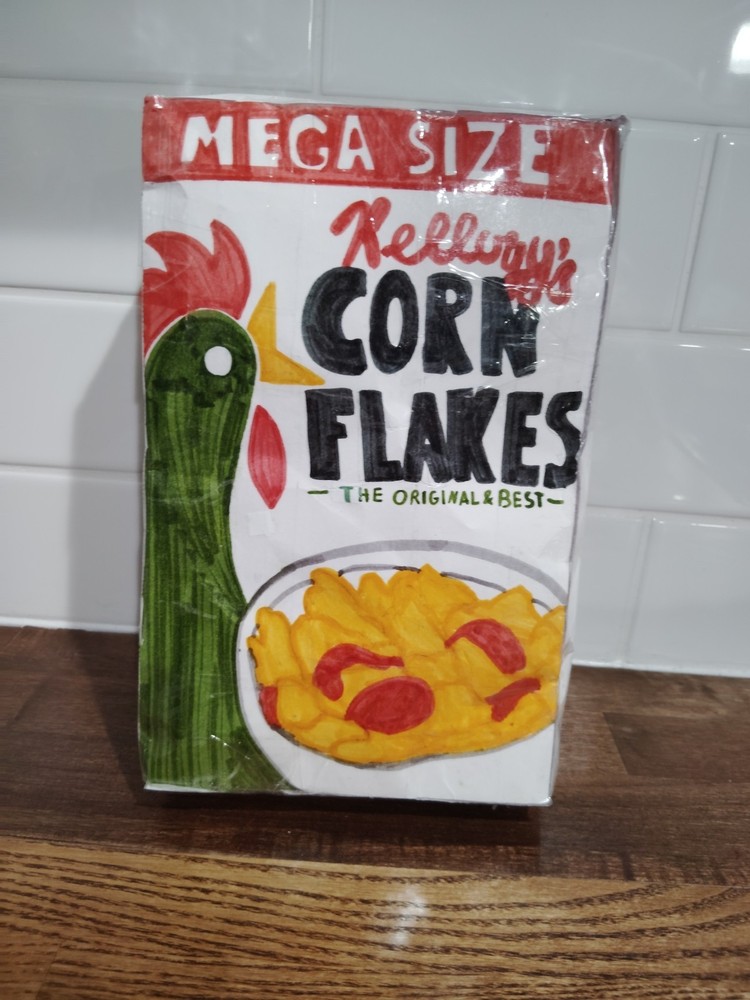 MEGA SIZE
Kellogg's
CORN
FLAKES
- THE ORIGINAL & BEST -